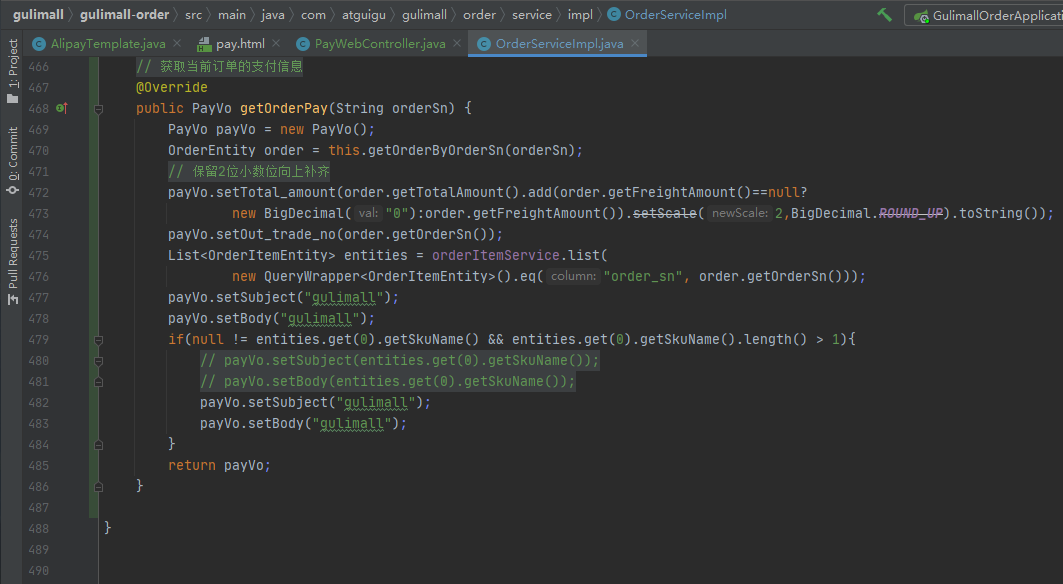 gulimall gulimall-order src main java com atguigu gulimall order service impl OrderServiceImpl GulimallOrderApplicati
AlipayTemplate.java pay.html PayWebController.java OrderServiceImpl.java
1: Project
0: Commit
Pull Requests
466 // 获取当前订单的支付信息
467 @Override
468 public PayVo getOrderPay(String orderSn) {
469 PayVo payVo = new PayVo();
470 OrderEntity order = this.getOrderByOrderSn(orderSn);
471 // 保留2位小数位向上补齐
472 payVo.setTotal_amount(order.getTotalAmount().add(order.getFreightAmount()==null?
473 new BigDecimal( val: "0"):order.getFreightAmount()).setScale( newScale: 2,BigDecimal.ROUND_UP).toString());
474 payVo.setOut_trade_no(order.getOrderSn());
475 List<OrderItemEntity> entities = orderItemService.list(
476 new QueryWrapper<OrderItemEntity>().eq( column: "order_sn", order.getOrderSn()));
477 payVo.setSubject("gulimall");
478 payVo.setBody("gulimall");
479 if(null != entities.get(0).getSkuName() && entities.get(0).getSkuName().length() > 1){
480 // payVo.setSubject(entities.get(0).getSkuName());
481 // payVo.setBody(entities.get(0).getSkuName());
482 payVo.setSubject("gulimall");
483 payVo.setBody("gulimall");
484 }
485 return payVo;
486 }
487
488 }
489
490